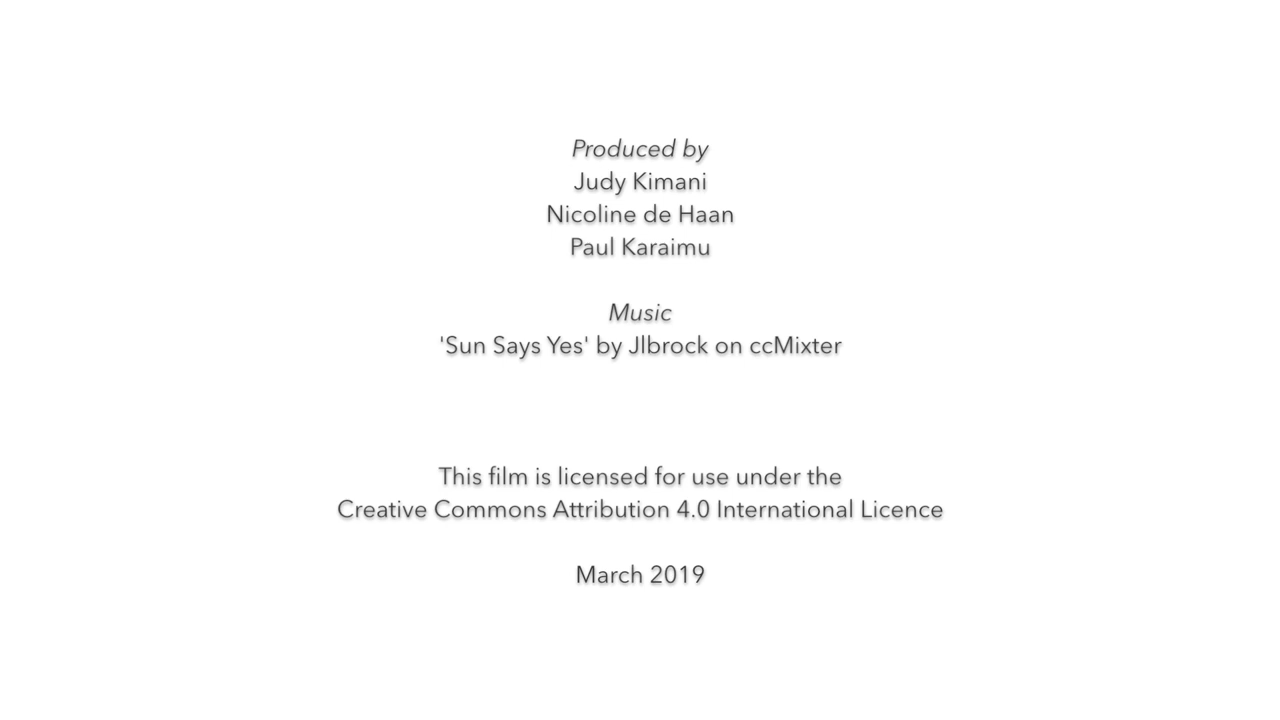 Produced by
Judy Kimani
Nicoline de Haan
Paul Karaimu
Music
'Sun Says Yes' by Jlbrock on ccMixter
This film is licensed for use under the
Creative Commons Attribution 4.0 International Licence
March 2019